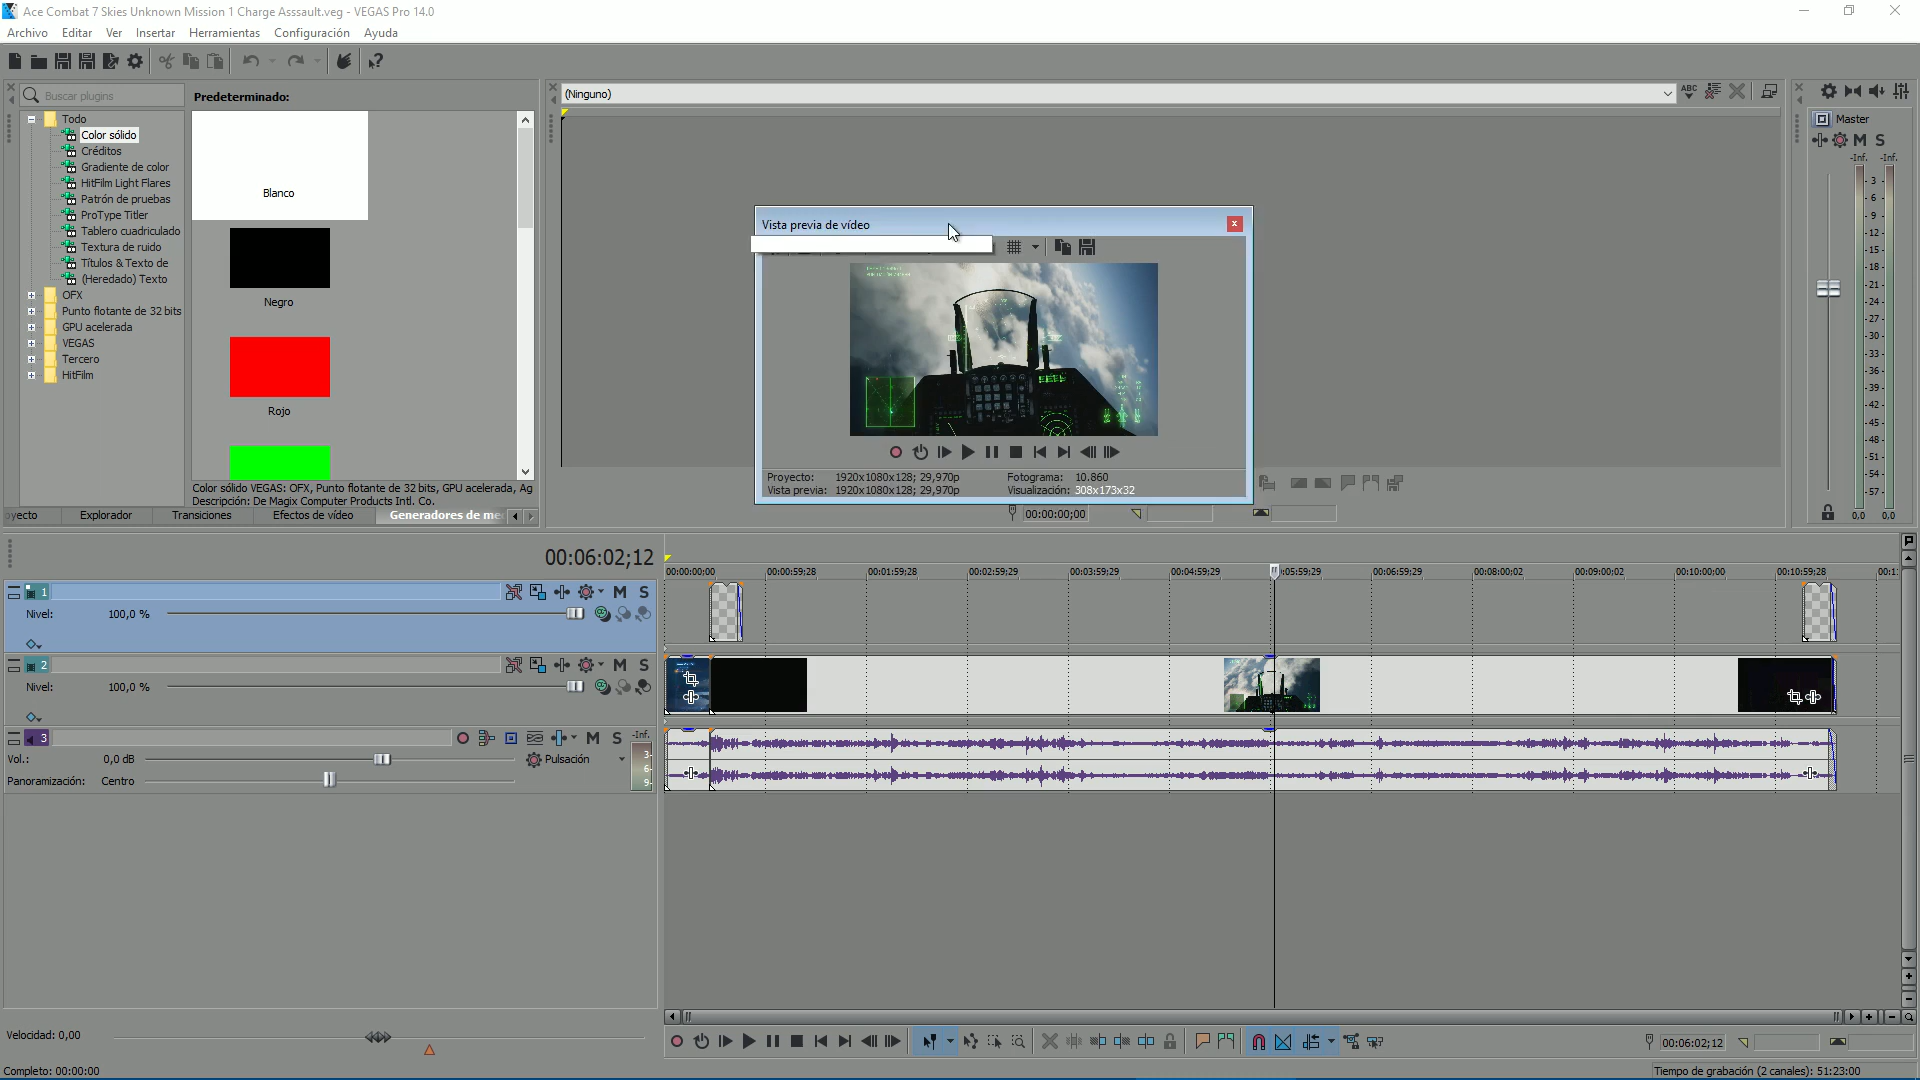 Ace Combat 7 Skies Unknown Mission 1 Charge Asssault.veg - VEGAS Pro 14.0
Archivo Editar Ver Insertar Herramientas Configuración Ayuda
Buscar plugins
Predeterminado:
Todo
Color sólido
Créditos
Gradiente de color
HitFilm Light Flares
Patrón de pruebas
ProType Titler
Tablero cuadriculado
Textura de ruido
Títulos & Texto de
(Heredado) Texto
OFX
Punto flotante de 32 bits
GPU acelerada
VEGAS
Tercero
HitFilm
Blanco
Negro
Rojo
Color sólido VEGAS: OFX, Punto flotante de 32 bits, GPU acelerada, Ag
Descripción: De Magix Computer Products Intl. Co.
oyecto Explorador Transiciones Efectos de vídeo Generadores de me
(Ninguno)
ABC
Vista previa de vídeo
x
Proyecto: 1920x1080x128; 29,970p Fotograma: 10.860
Vista previa: 1920x1080x128; 29,970p Visualización: 308x173x32
00:00:00;00
Master
M S
-Inf. -Inf.
- 3 -
- 6 -
- 9 -
-12-
-15-
-18-
-21-
-24-
-27-
-30-
-33-
-36-
-39-
-42-
-45-
-48-
-51-
-54-
-57-
0,0 0,0
00:06:02;12
00:00:00;00 00:00:59;28 00:01:59;28 00:02:59;29 00:03:59;29 00:04:59;29 :05:59;29 00:06:59;29 00:08:00;02 00:09:00;02 00:10:00;00 00:10:59;28 00:1
1 M S
Nivel: 100,0 %
2 M S
Nivel: 100,0 %
3 M S -Inf.
Vol.: 0,0 dB Pulsación
Panoramización: Centro
3-
6-
9-
Velocidad: 0,00
00:06:02;12
Completo: 00:00:00
Tiempo de grabación (2 canales): 51:23:00